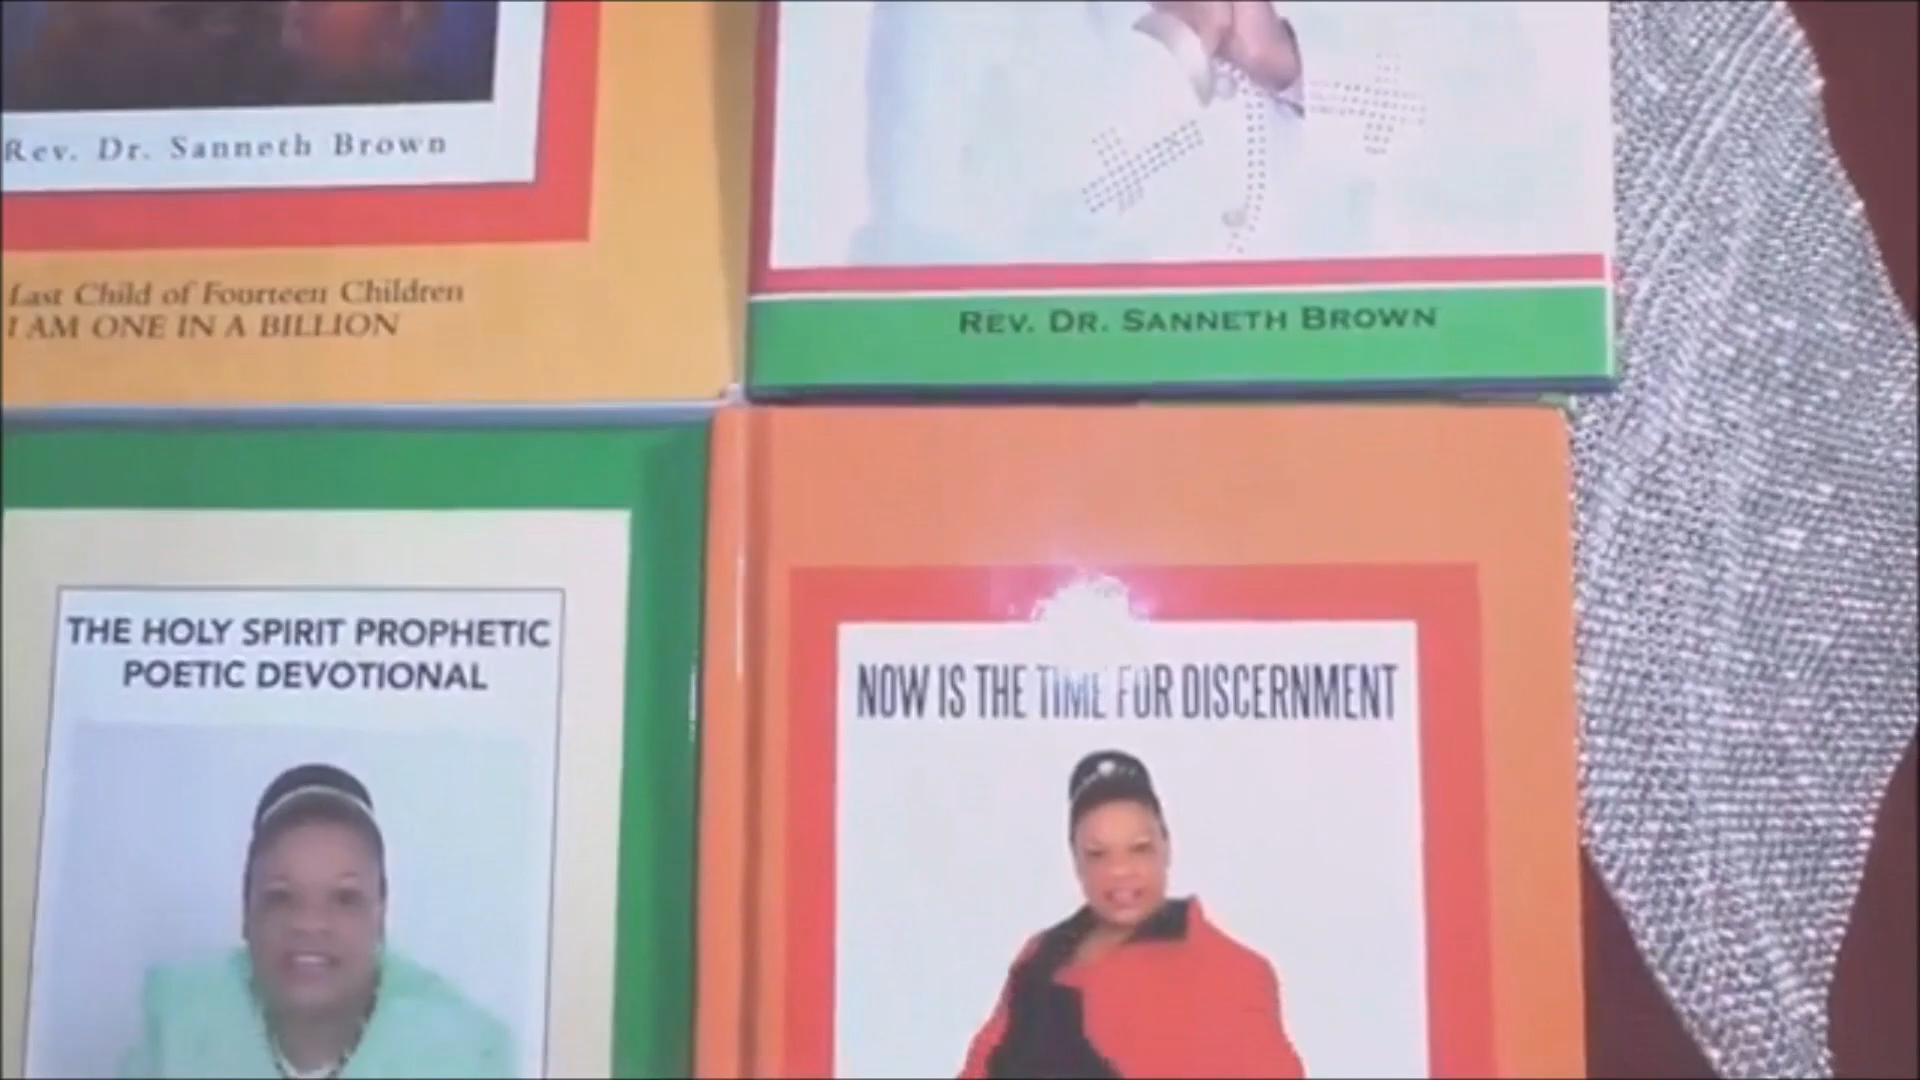 Rev. Dr. Sanneth Brown
Last Child of Fourteen Children
I AM ONE IN A BILLION
REV. DR. SANNETH BROWN
THE HOLY SPIRIT PROPHETIC
POETIC DEVOTIONAL
NOW IS THE TIME FOR DISCERNMENT